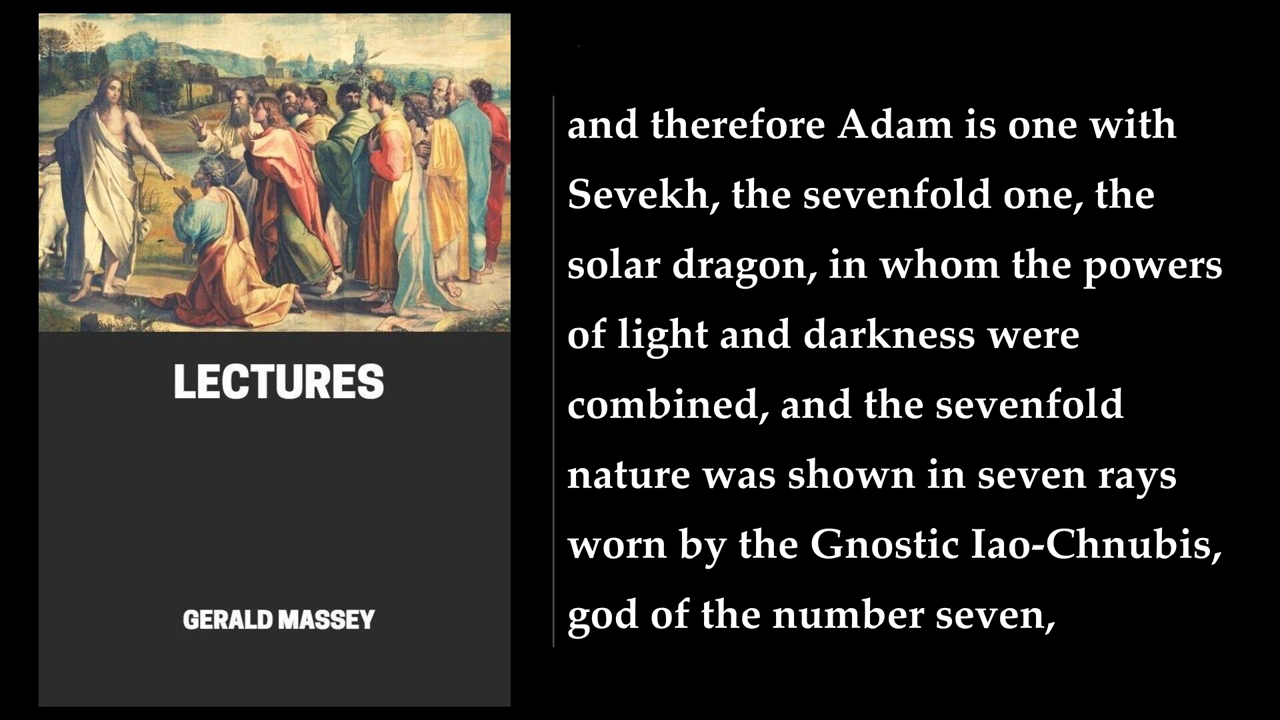 LECTURES
GERALD MASSEY
and therefore Adam is one with
Sevekh, the sevenfold one, the
solar dragon, in whom the powers
of light and darkness were
combined, and the sevenfold
nature was shown in seven rays
worn by the Gnostic Iao-Chnubis,
god of the number seven,